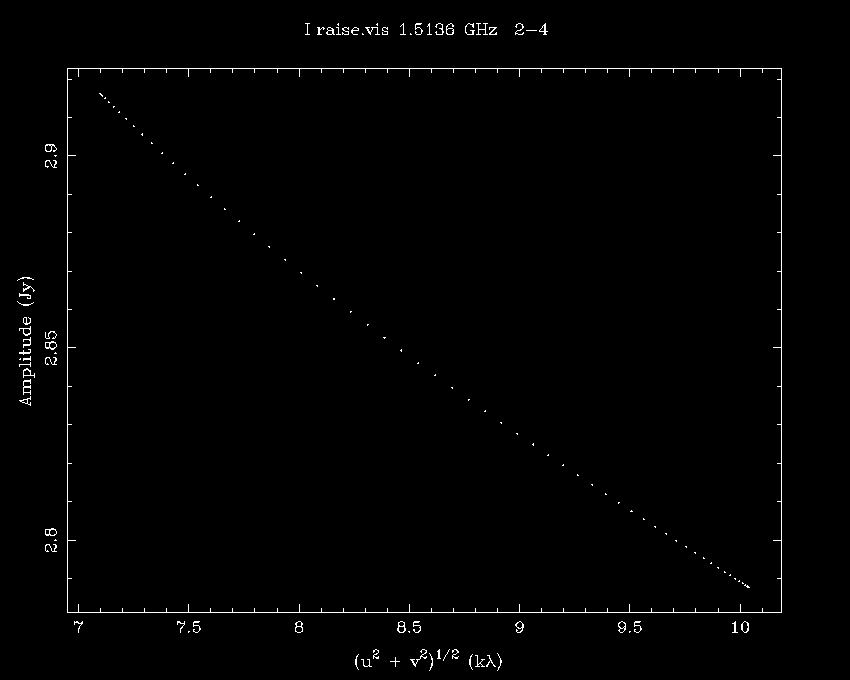 I raise.vis 1.5136 GHz 2−4
2.9
2.85
2.8
Amplitude (Jy)
7 7.5 8 8.5 9 9.5 10
(u² + v²)^1/2 (kλ)